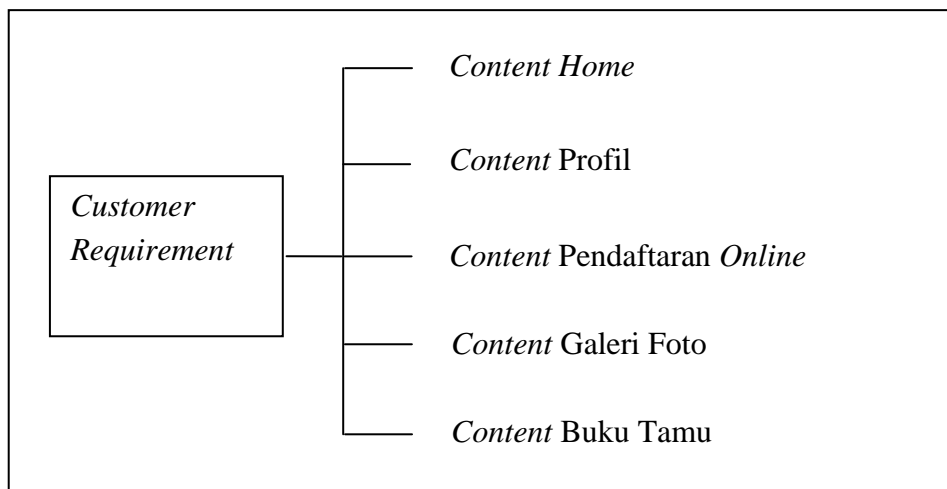 Customer
Requirement
Content Home
Content Profil
Content Pendaftaran Online
Content Galeri Foto
Content Buku Tamu